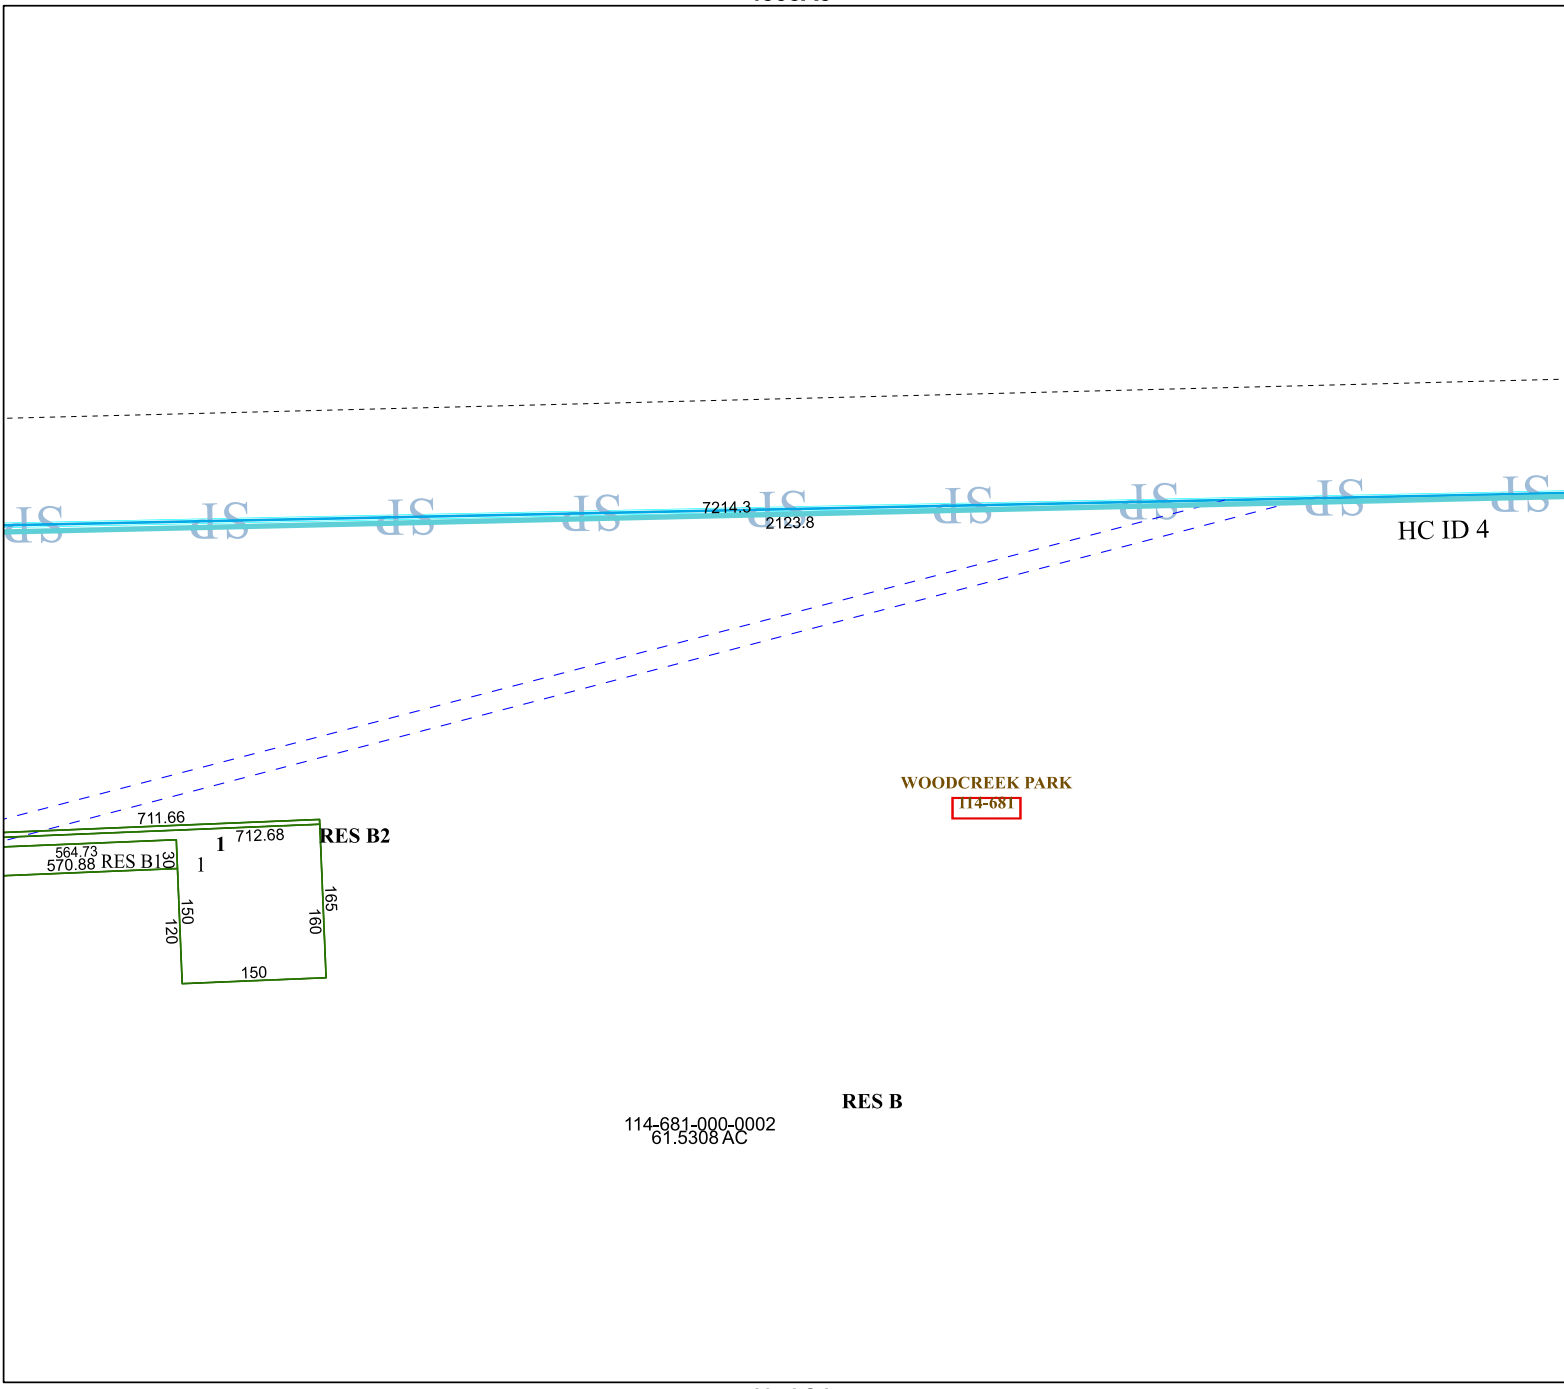 SP SP SP SP SP SP SP SP SP
7214.3
2123.8
HC ID 4
WOODCREEK PARK
114-681
711.66
712.68
RES B2
1
564.73
570.88
RES B1
30
1
150
120
165
160
150
RES B
114-681-000-0002
61.5308 AC